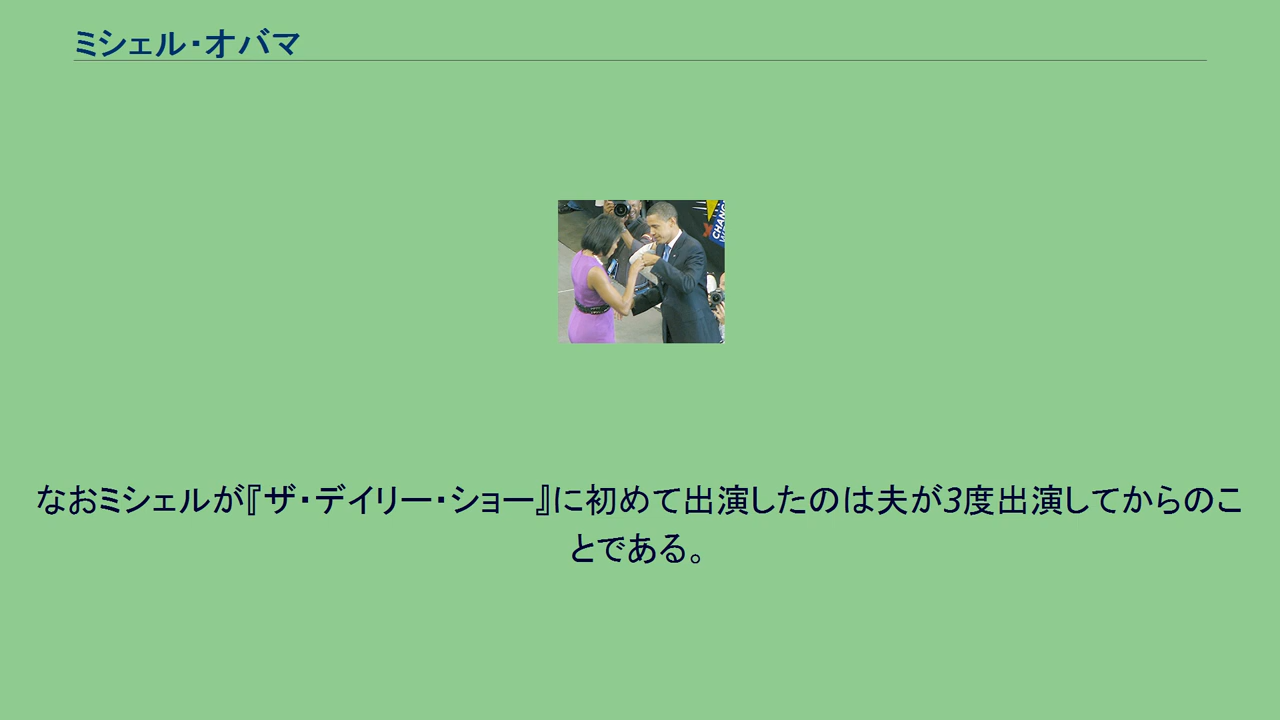 ミシェル・オバマ
CHANG
なおミシェルが『ザ・デイリー・ショー』に初めて出演したのは夫が3度出演してからのこ
とである。